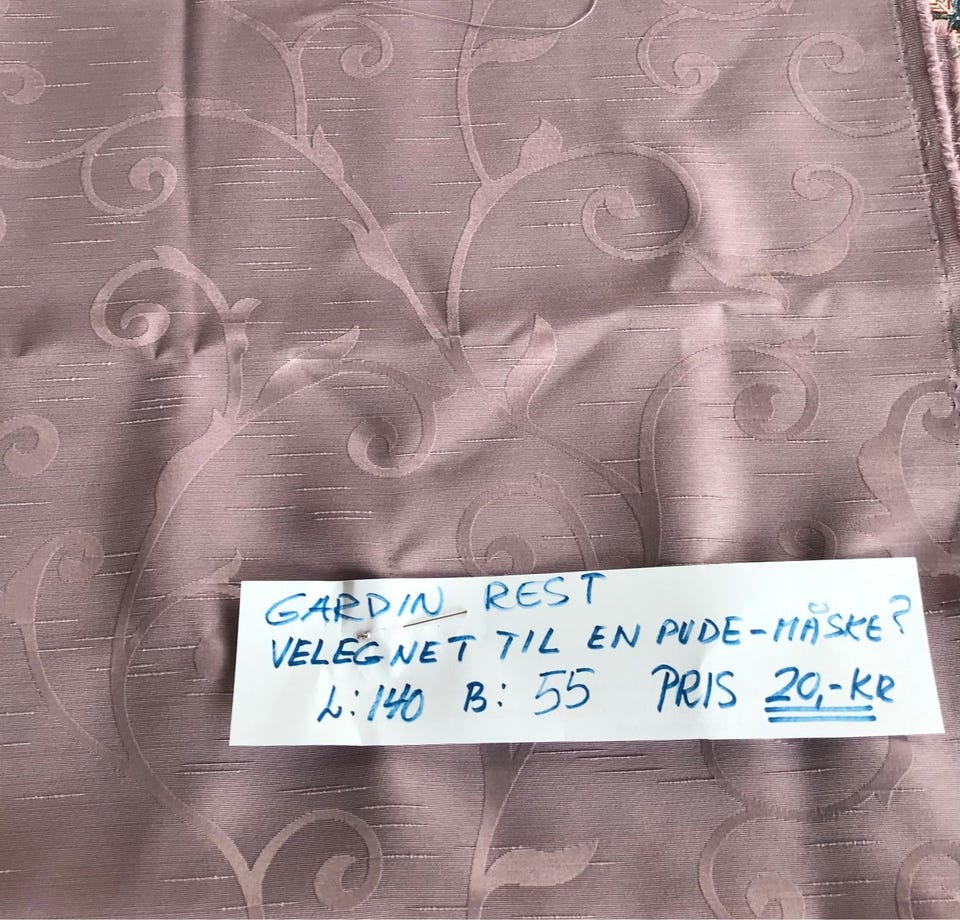 GARDIN REST
VELEGNET TIL EN PUDE-MÅSKE?
L:140 B: 55 PRIS 20,-KR